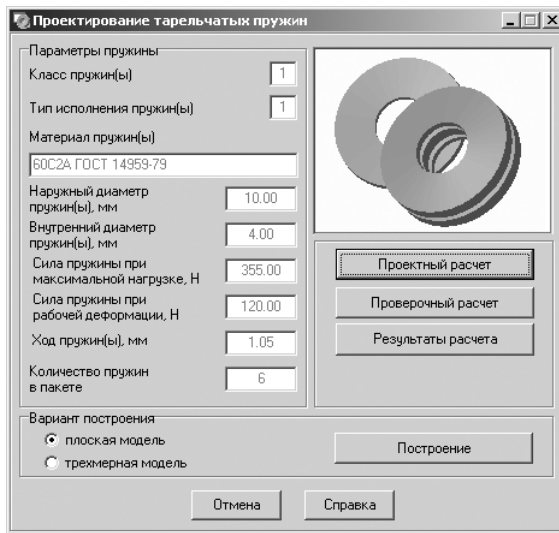 Проектирование тарельчатых пружин
Параметры пружины
Класс пружин(ы)
1
Тип исполнения пружин(ы)
1
Материал пружин(ы)
60С2А ГОСТ 14959-79
Наружный диаметр
пружин(ы), мм
10.00
Внутренний диаметр
пружин(ы), мм
4.00
Сила пружины при
максимальной нагрузке, Н
355.00
Сила пружины при
рабочей деформации, Н
120.00
Ход пружин(ы), мм
1.05
Количество пружин
в пакете
6
Проектный расчет
Проверочный расчет
Результаты расчета
Вариант построения
плоская модель
трехмерная модель
Построение
Отмена
Справка